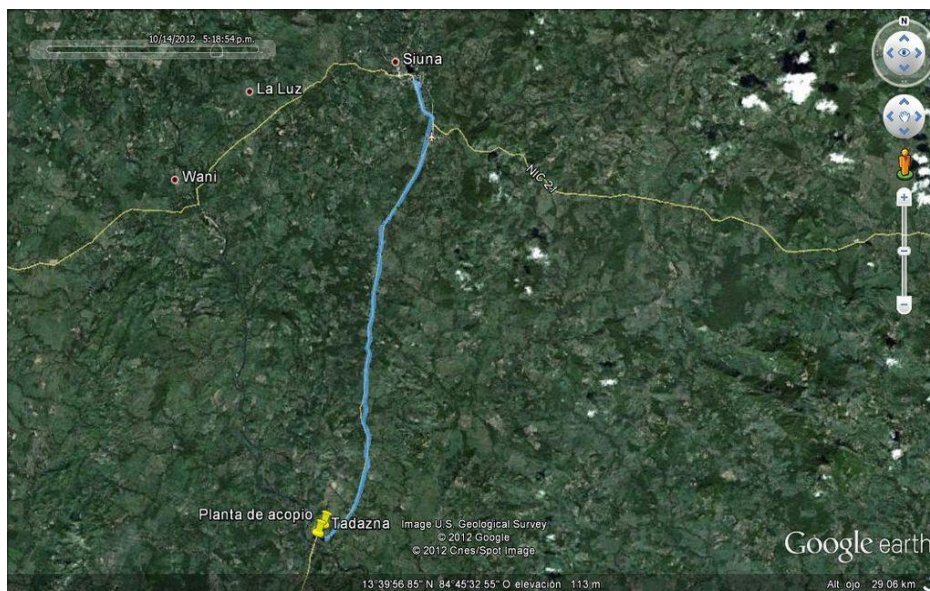 10/14/2012 5:18:54 p.m.
N
Siuna
La Luz
Wani
NIC-21
Planta de acopio
Tadazna
Image U.S. Geological Survey
© 2012 Google
© 2012 Cnes/Spot Image
Google earth
13°39'56.85" N 84°45'32.55" O elevación 113 m
Alt. ojo 29.06 km